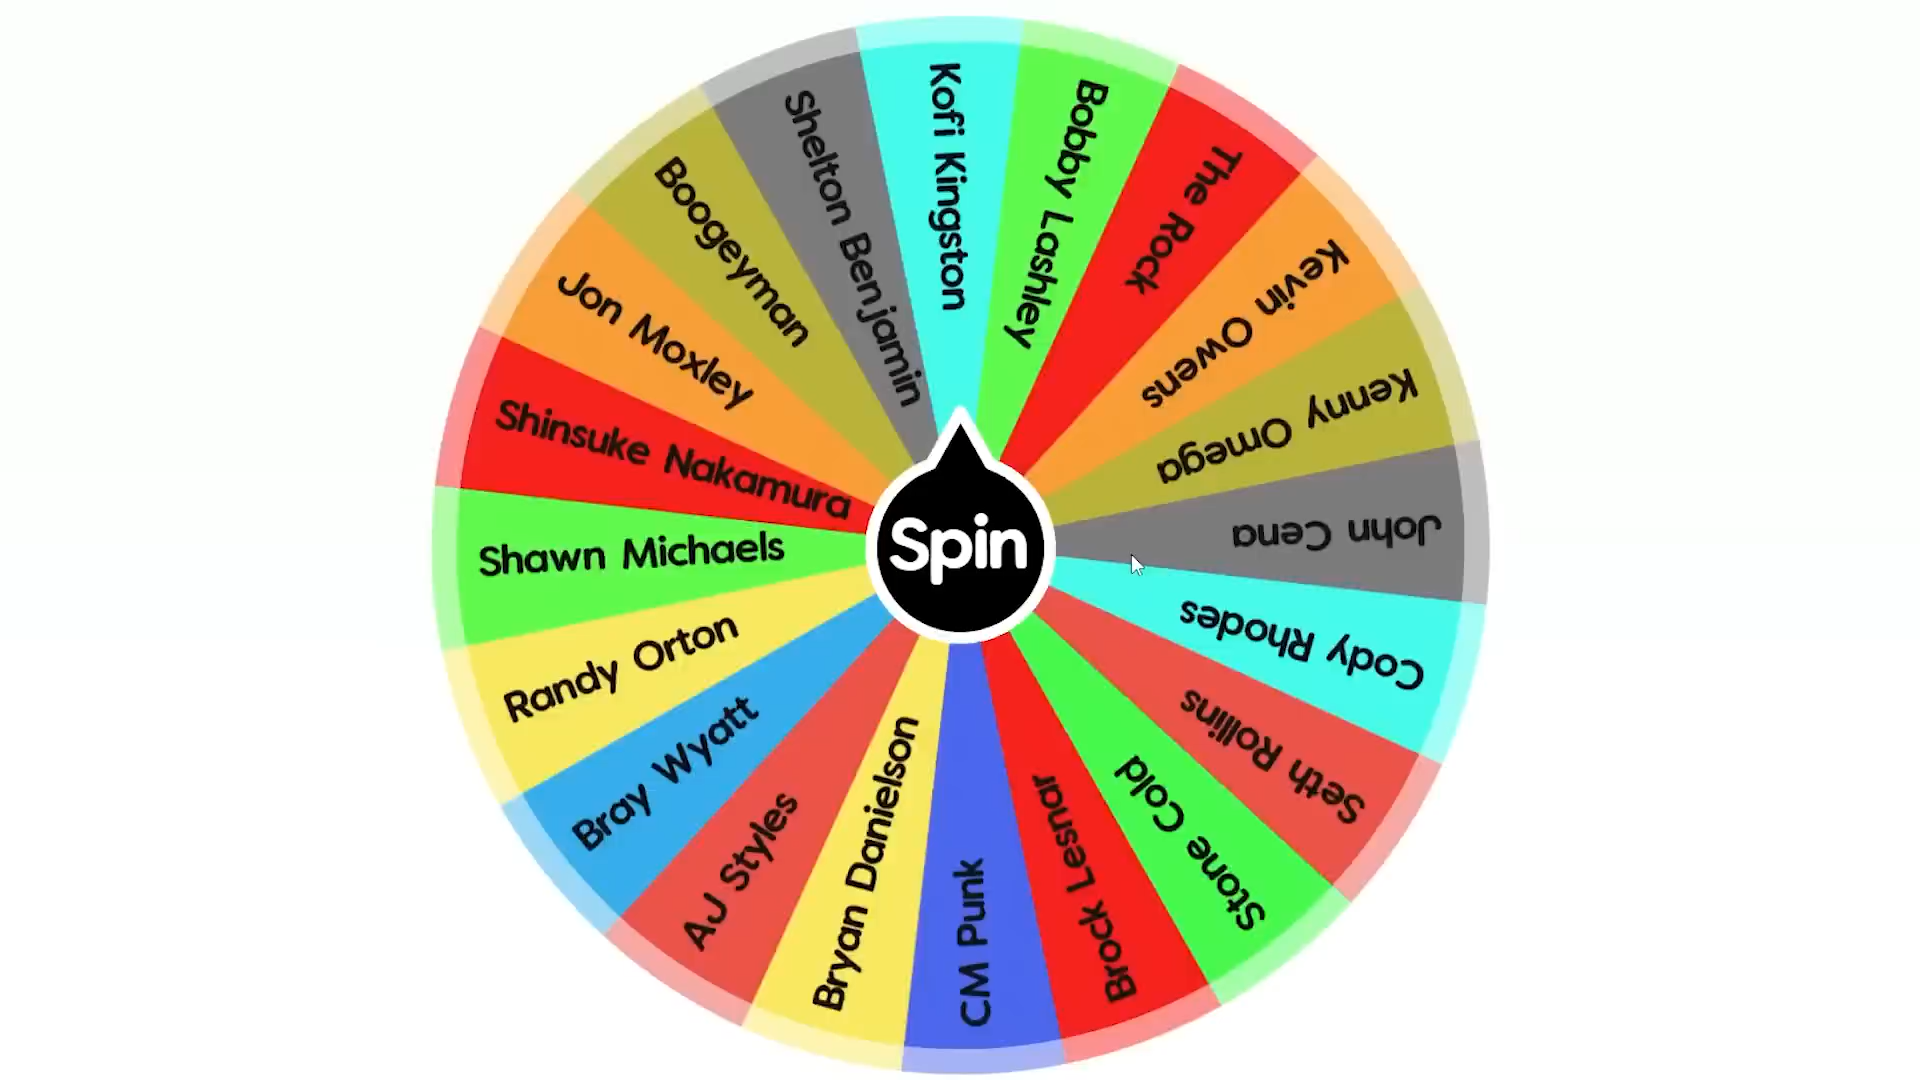 Kofi Kingston
Bobby Lashley
The Rock
Kevin Owens
Kenny Omega
John Cena
Cody Rhodes
Seth Rollins
Stone Cold
Brock Lesnar
CM Punk
Bryan Danielson
AJ Styles
Bray Wyatt
Randy Orton
Shawn Michaels
Shinsuke Nakamura
Jon Moxley
Boogeyman
Shelton Benjamin
Spin